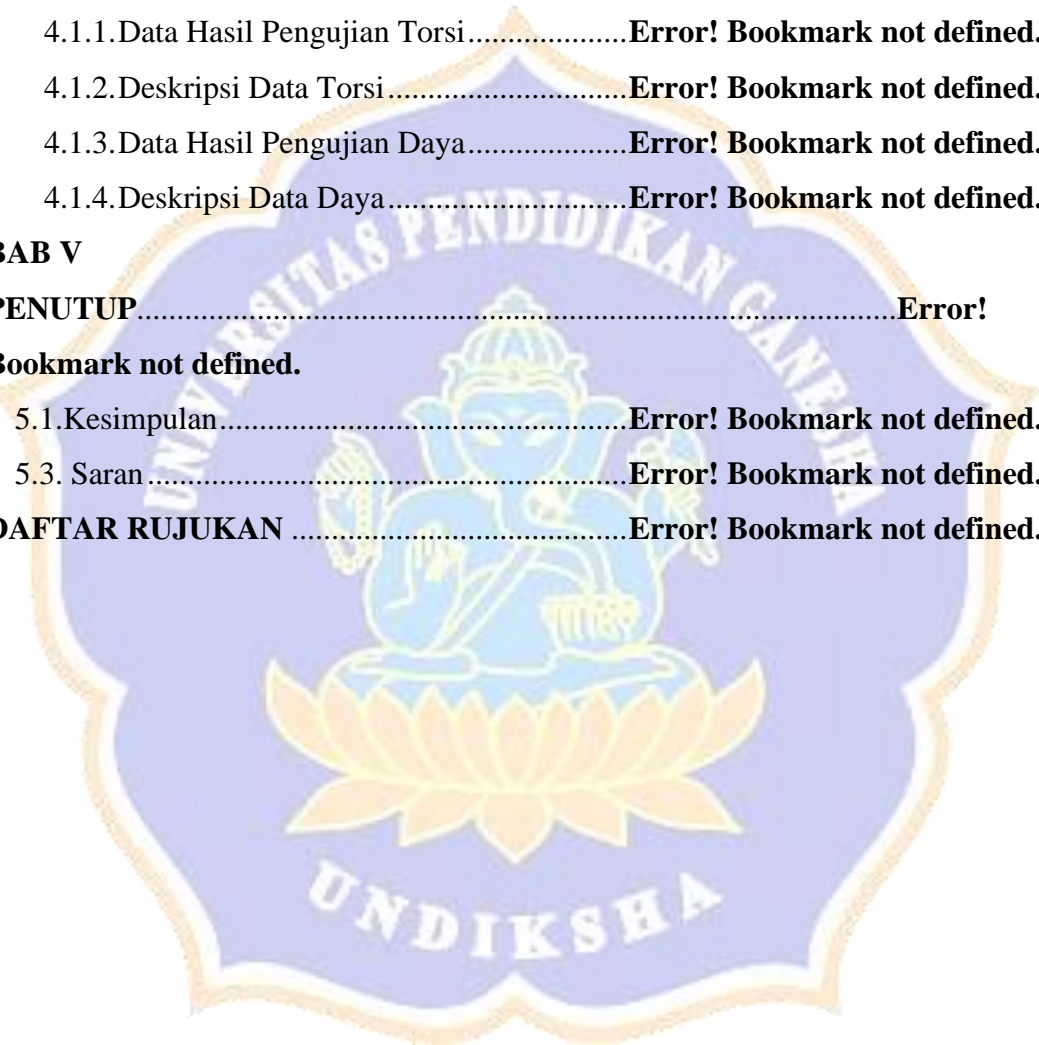 4.1.1.Data Hasil Pengujian Torsi...................Error! Bookmark not defined.
4.1.2.Deskripsi Data Torsi.............................Error! Bookmark not defined.
4.1.3.Data Hasil Pengujian Daya...................Error! Bookmark not defined.
4.1.4.Deskripsi Data Daya.............................Error! Bookmark not defined.
BAB V
PENUTUP............................................................................................Error!
Bookmark not defined.
5.1.Kesimpulan.................................................Error! Bookmark not defined.
5.3. Saran..........................................................Error! Bookmark not defined.
DAFTAR RUJUKAN .........................................Error! Bookmark not defined.
UNIVERSITAS PENDIDIKAN GANESHA
UNDIKSHA